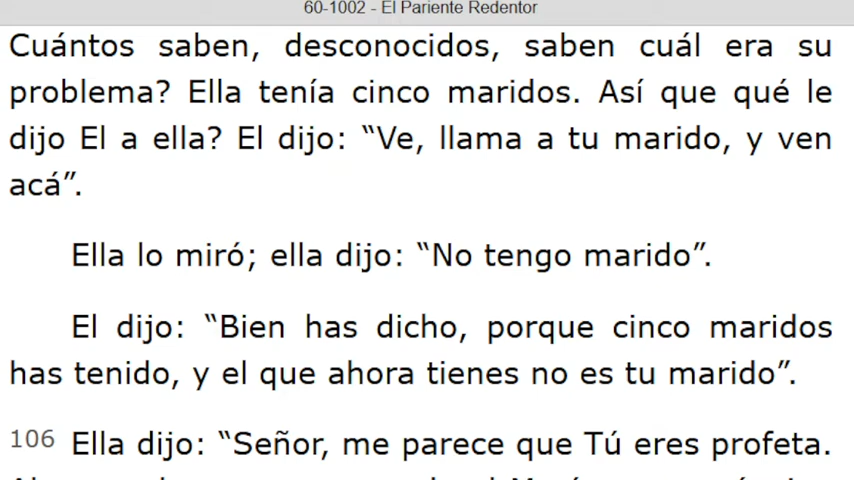 60-1002 - El Pariente Redentor
Cuántos saben, desconocidos, saben cuál era su
problema? Ella tenía cinco maridos. Así que qué le
dijo El a ella? El dijo: “Ve, llama a tu marido, y ven
acá”.
Ella lo miró; ella dijo: “No tengo marido”.
El dijo: “Bien has dicho, porque cinco maridos
has tenido, y el que ahora tienes no es tu marido”.
106 Ella dijo: “Señor, me parece que Tú eres profeta.